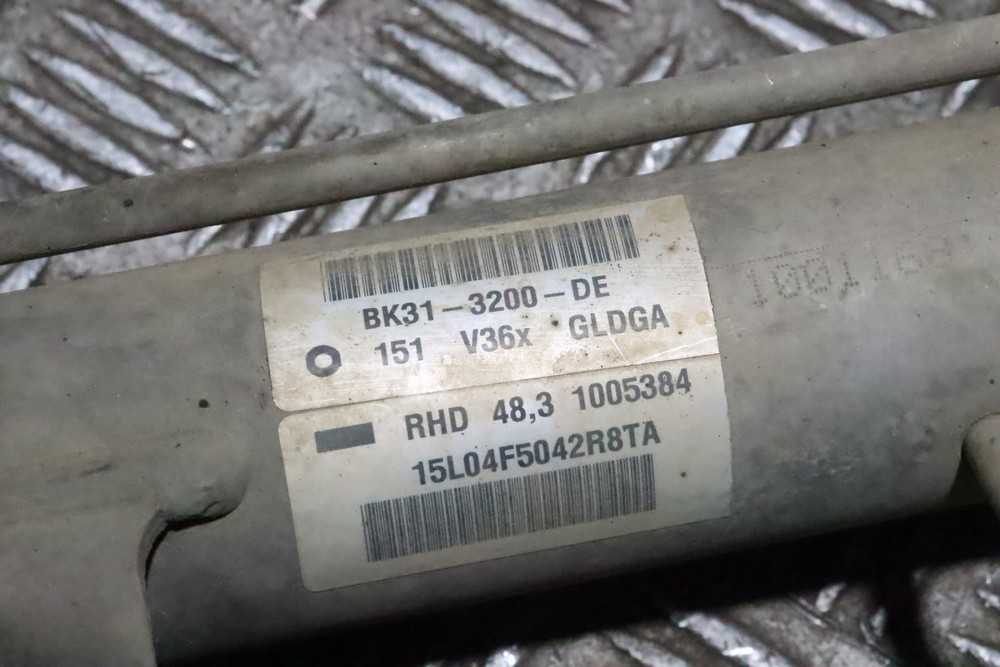 BK31-3200-DE
151 V36x GLDGA
RHD 48,3 1005384
15L04F5042R8TA